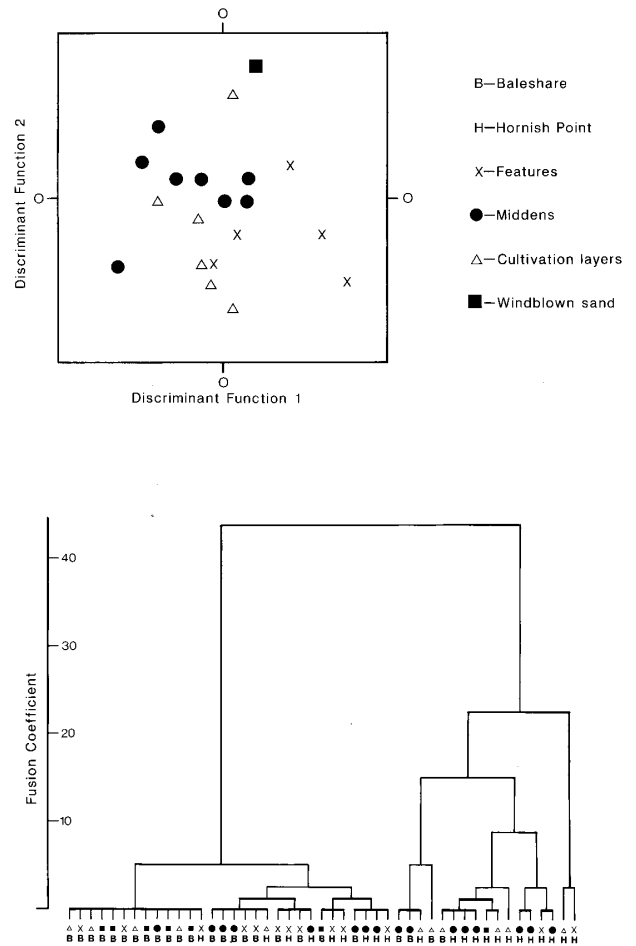 O
Discriminant Function 2
O
O
O
Discriminant Function 1
B—Baleshare
H—Hornish Point
X—Features
—Middens
—Cultivation layers
—Windblown sand
Fusion Coefficient
40
30
20
10